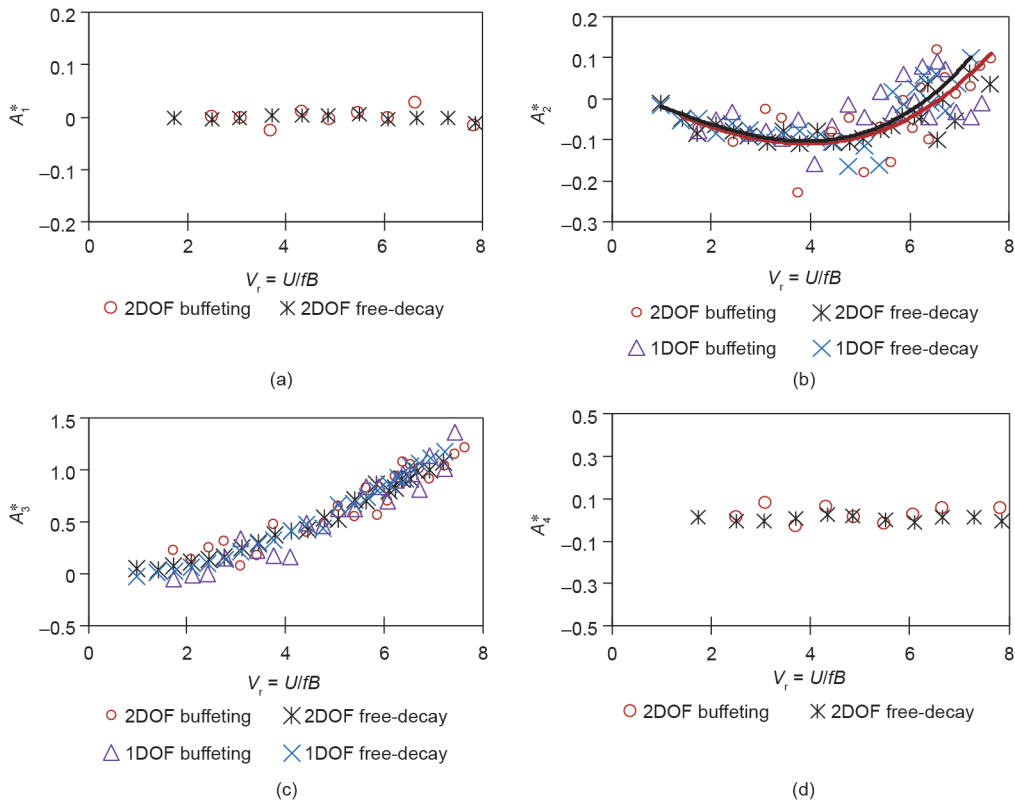 0.2
0.1
0
–0.1
–0.2
A*1
0 2 4 6 8
Vr = U/fB
2DOF buffeting 2DOF free-decay
(a)
0.2
0.1
0
–0.1
–0.2
–0.3
A*2
0 2 4 6 8
Vr = U/fB
2DOF buffeting 2DOF free-decay
1DOF buffeting 1DOF free-decay
(b)
1.5
1.0
0.5
0
–0.5
A*3
0 2 4 6 8
Vr = U/fB
2DOF buffeting 2DOF free-decay
1DOF buffeting 1DOF free-decay
(c)
0.5
0.3
0.1
–0.1
–0.3
–0.5
A*4
0 2 4 6 8
Vr = U/fB
2DOF buffeting 2DOF free-decay
(d)